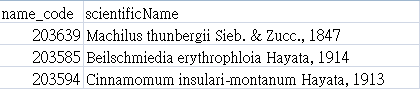 name_code scientificName
203639 Machilus thunbergii Sieb. & Zucc., 1847
203585 Beilschmiedia erythrophloia Hayata, 1914
203594 Cinnamomum insulari-montanum Hayata, 1913